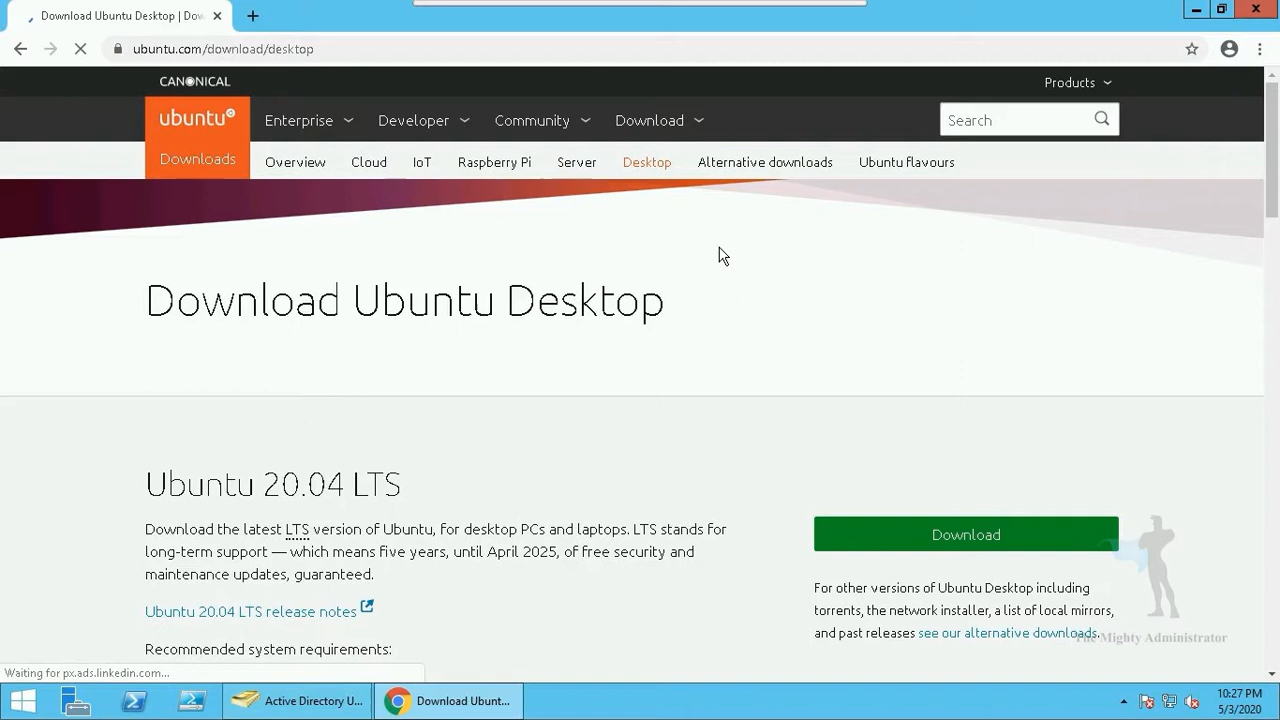 Download Ubuntu Desktop | Dow
ubuntu.com/download/desktop
CANONICAL
Products
ubuntu
Enterprise
Developer
Community
Download
Search
Downloads
Overview
Cloud
IoT
Raspberry Pi
Server
Desktop
Alternative downloads
Ubuntu flavours
Download Ubuntu Desktop
Ubuntu 20.04 LTS
Download the latest LTS version of Ubuntu, for desktop PCs and laptops. LTS stands for
long-term support — which means five years, until April 2025, of free security and
maintenance updates, guaranteed.
Ubuntu 20.04 LTS release notes
Recommended system requirements:
Download
For other versions of Ubuntu Desktop including
torrents, the network installer, a list of local mirrors,
and past releases see our alternative downloads.
The Mighty Administrator
Waiting for px.ads.linkedin.com...
Active Directory U...
Download Ubunt...
10:27 PM
5/3/2020